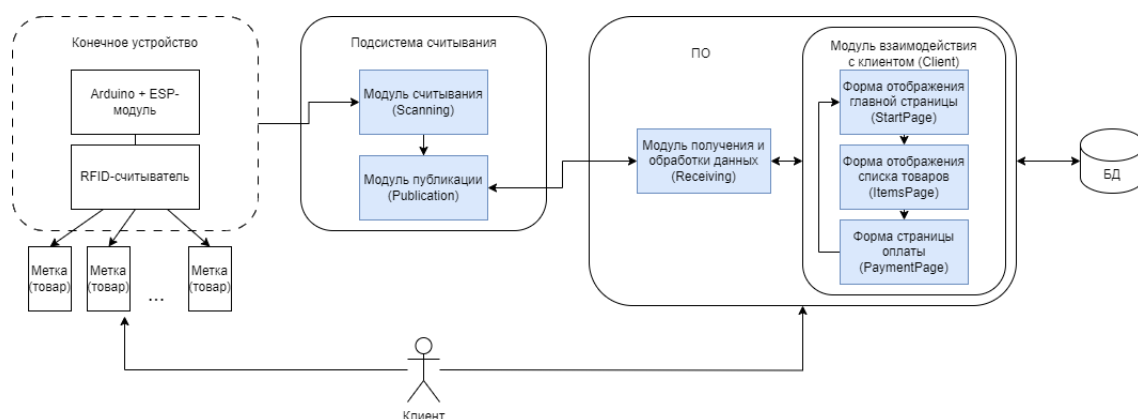 Конечное устройство
Arduino + ESP-
модуль
RFID-считыватель
Метка
(товар)
Метка
(товар)
...
Метка
(товар)
Подсистема считывания
Модуль считывания
(Scanning)
Модуль публикации
(Publication)
ПО
Модуль получения и
обработки данных
(Receiving)
Модуль взаимодействия
с клиентом (Client)
Форма отображения
главной страницы
(StartPage)
Форма отображения
списка товаров
(ItemsPage)
Форма страницы
оплаты
(PaymentPage)
БД
Клиент